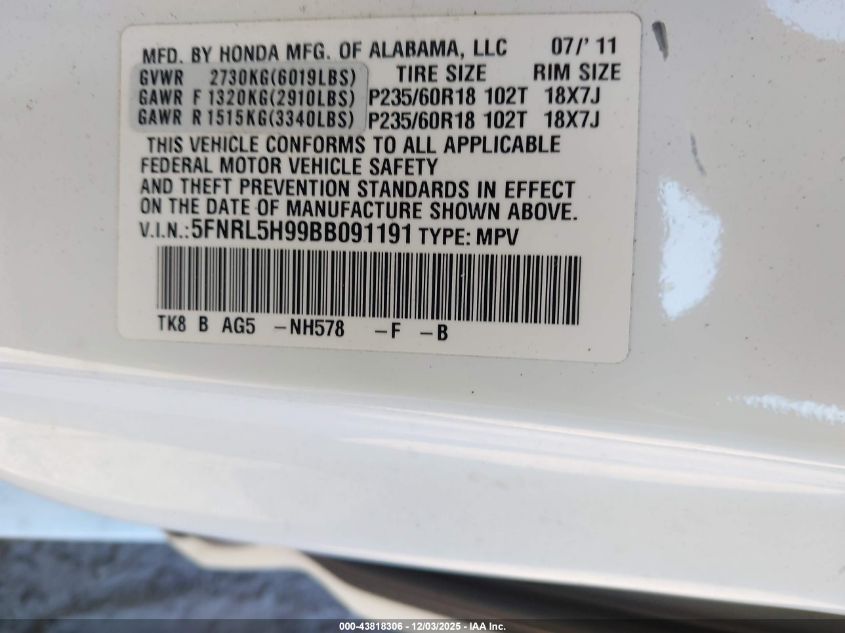 MFD. BY HONDA MFG. OF ALABAMA, LLC 07/'11
GVWR 2730KG(6019LBS) TIRE SIZE RIM SIZE
GAWR F 1320KG(2910LBS) P235/60R18 102T 18X7J
GAWR R 1515KG(3340LBS) P235/60R18 102T 18X7J
THIS VEHICLE CONFORMS TO ALL APPLICABLE
FEDERAL MOTOR VEHICLE SAFETY
AND THEFT PREVENTION STANDARDS IN EFFECT
ON THE DATE OF MANUFACTURE SHOWN ABOVE.
V.I.N.:5FNRL5H99BB091191 TYPE: MPV
TK8 B AG5 -NH578 -F -B
000-43818306 - 12/03/2025 - IAA Inc.